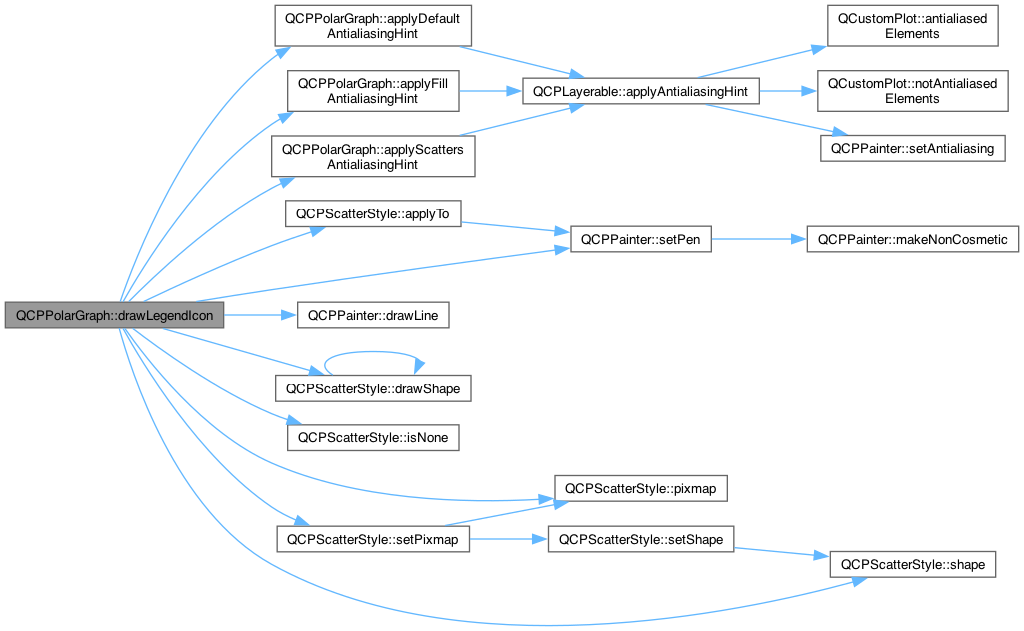 QCPPolarGraph::drawLegendIcon
QCPPolarGraph::applyDefault
AntialiasingHint
QCPPolarGraph::applyFill
AntialiasingHint
QCPPolarGraph::applyScatters
AntialiasingHint
QCPScatterStyle::applyTo
QCPPainter::drawLine
QCPScatterStyle::drawShape
QCPScatterStyle::isNone
QCPScatterStyle::setPixmap
QCPLayerable::applyAntialiasingHint
QCPPainter::setPen
QCPScatterStyle::pixmap
QCPScatterStyle::setShape
QCustomPlot::antialiased
Elements
QCustomPlot::notAntialiased
Elements
QCPPainter::setAntialiasing
QCPPainter::makeNonCosmetic
QCPScatterStyle::shape